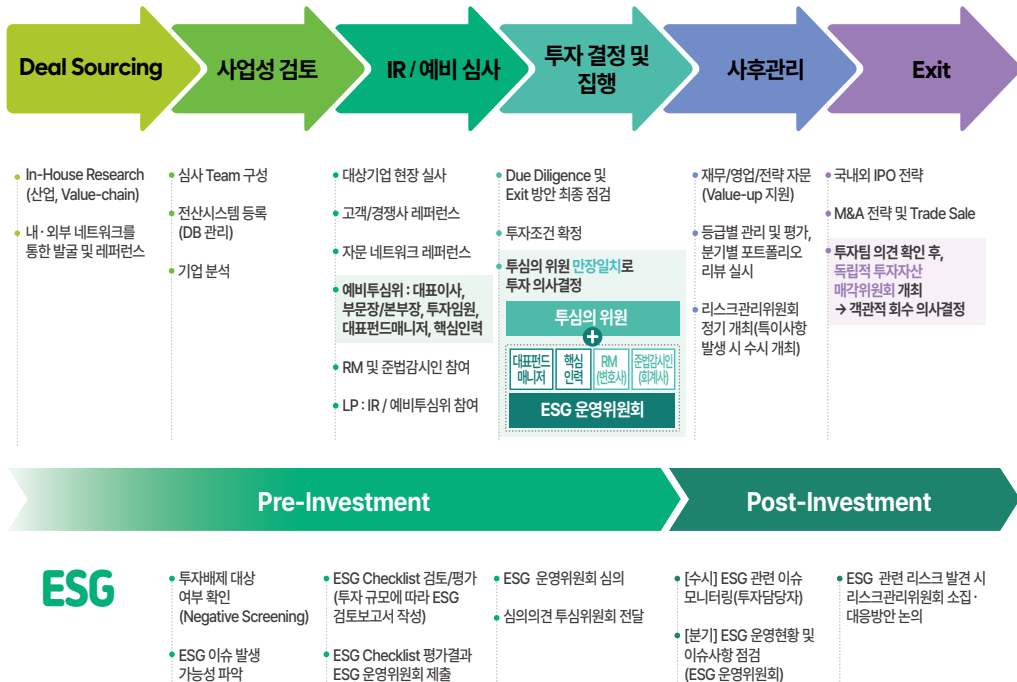 Deal Sourcing
사업성 검토
IR / 예비 심사
투자 결정 및
집행
사후관리
Exit
In-House Research
(산업, Value-chain)
내 · 외부 네트워크를
통한 발굴 및 레퍼런스
심사 Team 구성
전산시스템 등록
(DB 관리)
기업 분석
대상기업 현장 실사
고객/경쟁사 레퍼런스
자문 네트워크 레퍼런스
예비투심위 : 대표이사,
부문장/본부장, 투자임원,
대표펀드매니저, 핵심인력
RM 및 준법감시인 참여
LP : IR / 예비투심위 참여
Due Diligence 및
Exit 방안 최종 점검
투자조건 확정
투심의 위원 만장일치로
투자 의사결정
투심의 위원
대표펀드
매니저
핵심
인력
RM
(변호사)
준법감시인
(회계사)
ESG 운영위원회
재무/영업/전략 자문
(Value-up 지원)
등급별 관리 및 평가,
분기별 포트폴리오
리뷰 실시
리스크관리위원회
정기 개최(특이사항
발생 시 수시 개최)
국내외 IPO 전략
M&A 전략 및 Trade Sale
투자팀 의견 확인 후,
독립적 투자자산
매각위원회 개최
→ 객관적 회수 의사결정
Pre-Investment
Post-Investment
ESG
투자배제 대상
여부 확인
(Negative Screening)
ESG 이슈 발생
가능성 파악
ESG Checklist 검토/평가
(투자 규모에 따라 ESG
검토보고서 작성)
ESG Checklist 평가결과
ESG 운영위원회 제출
ESG 운영위원회 심의
심의의견 투심위원회 전달
[수시] ESG 관련 이슈
모니터링(투자담당자)
[분기] ESG 운영현황 및
이슈사항 점검
(ESG 운영위원회)
ESG 관련 리스크 발견 시
리스크관리위원회 소집 ·
대응방안 논의